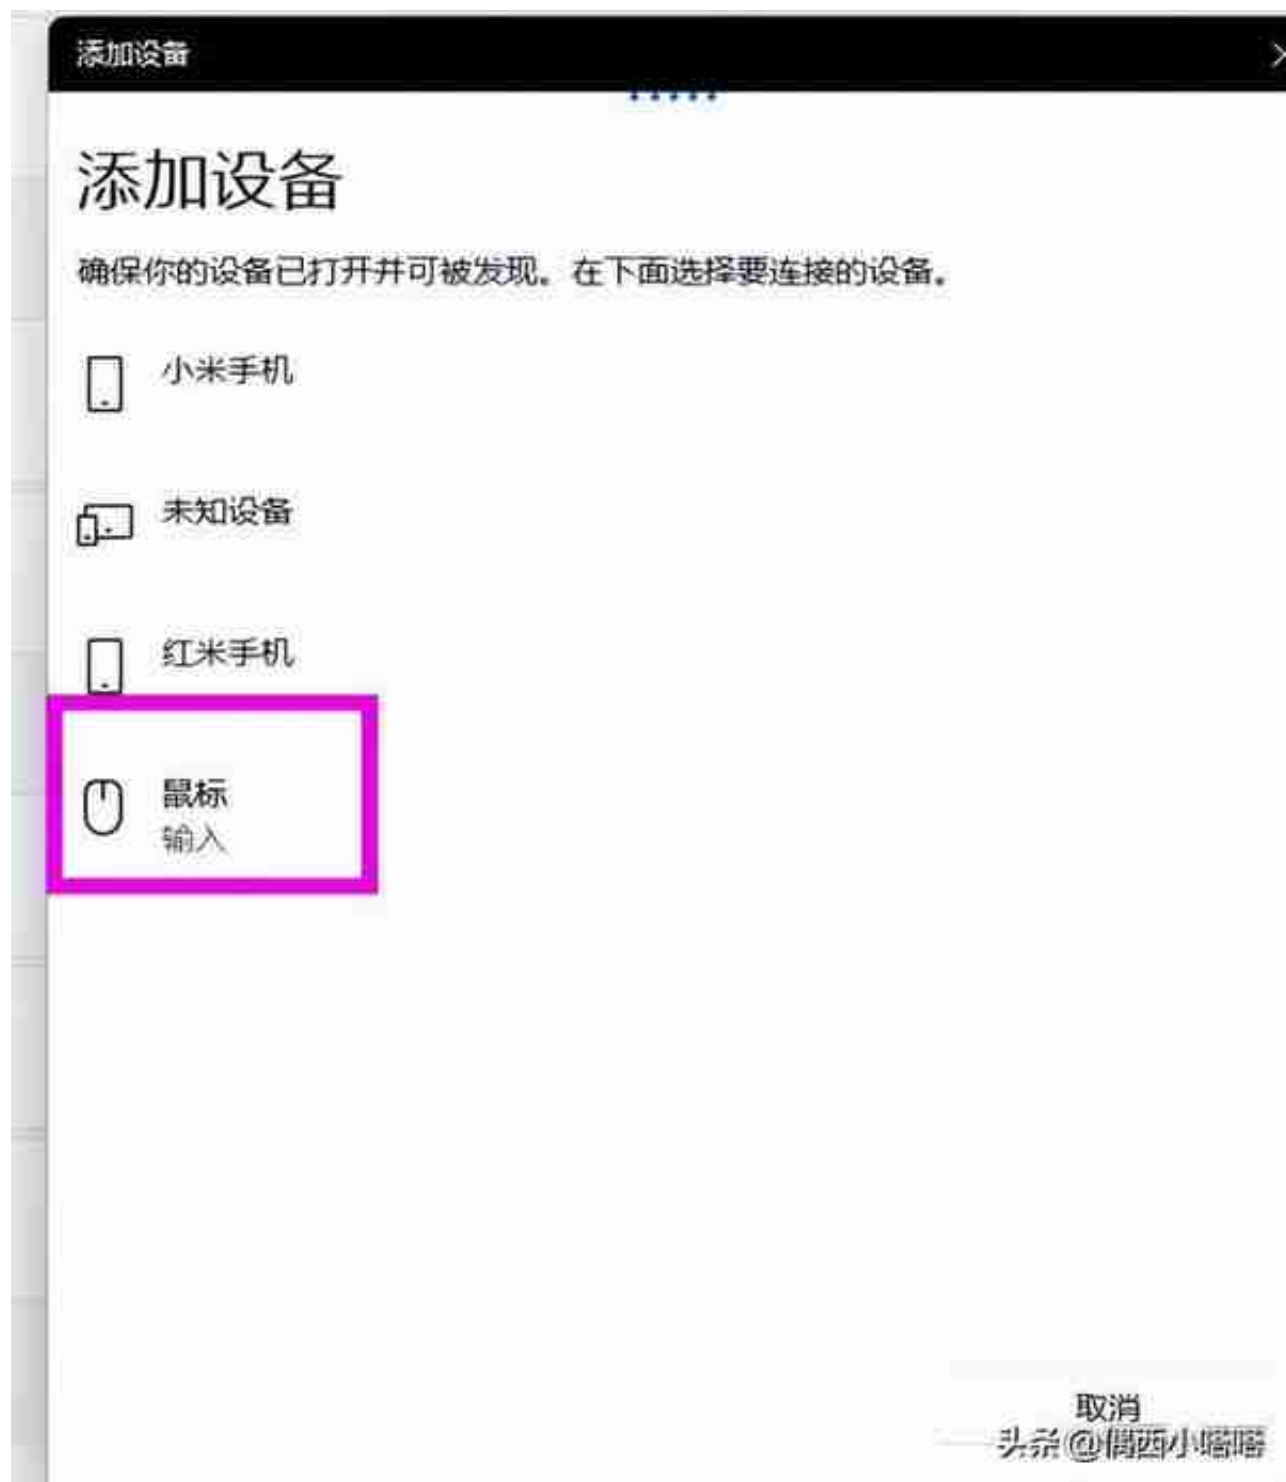 添加设备
添加设备
确保你的设备已打开并可被发现。在下面选择要连接的设备。
小米手机
未知设备
红米手机
鼠标
输入
取消
头条@偶西小嗒嗒